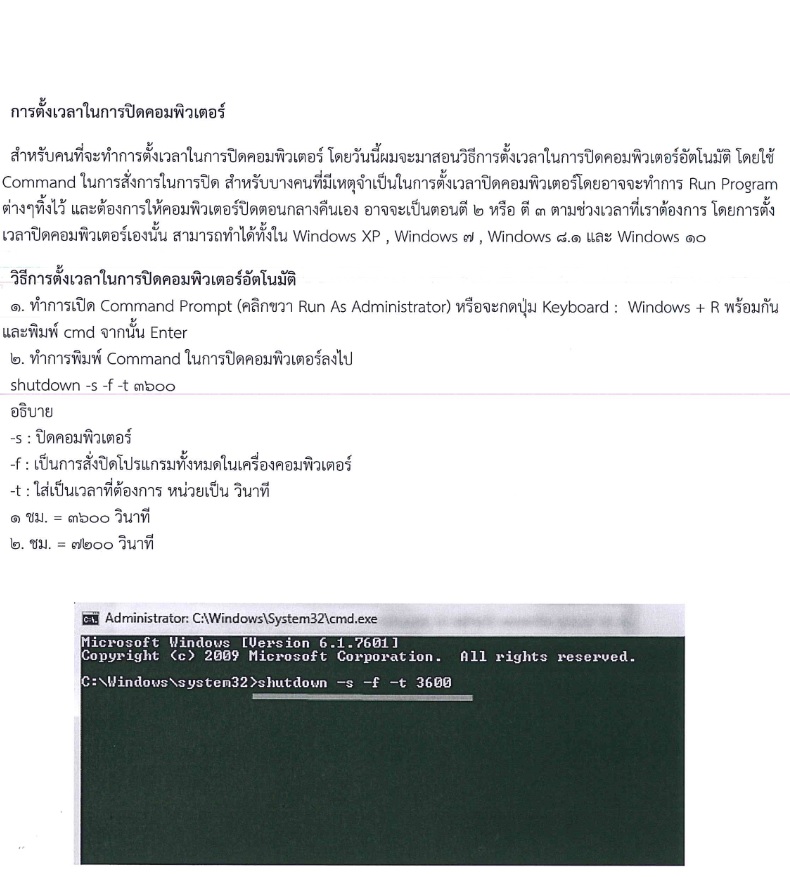 การตั้งเวลาในการปิดคอมพิวเตอร์
สำหรับคนที่จะทำการตั้งเวลาในการปิดคอมพิวเตอร์ โดยวันนี้ผมจะมาสอนวิธีการตั้งเวลาในการปิดคอมพิวเตอร์อัตโนมัติ โดยใช้
Command ในการสั่งการในการปิด สำหรับบางคนที่มีเหตุจำเป็นในการตั้งเวลาปิดคอมพิวเตอร์โดยอาจจะทำการ Run Program
ต่างๆทิ้งไว้ และต้องการให้คอมพิวเตอร์ปิดตอนกลางคืนเอง อาจจะเป็นตอนตี ๒ หรือ ตี ๓ ตามช่วงเวลาที่เราต้องการ โดยการตั้ง
เวลาปิดคอมพิวเตอร์เองนั้น สามารถทำได้ทั้งใน Windows XP , Windows ๗ , Windows ๘.๑ และ Windows ๑๐
วิธีการตั้งเวลาในการปิดคอมพิวเตอร์อัตโนมัติ
๑. ทำการเปิด Command Prompt (คลิกขวา Run As Administrator) หรือจะกดปุ่ม Keyboard : Windows + R พร้อมกัน
และพิมพ์ cmd จากนั้น Enter
๒. ทำการพิมพ์ Command ในการปิดคอมพิวเตอร์ลงไป
shutdown -s -f -t ๓๖๐๐
อธิบาย
-s : ปิดคอมพิวเตอร์
-f : เป็นการสั่งปิดโปรแกรมทั้งหมดในเครื่องคอมพิวเตอร์
-t : ใส่เป็นเวลาที่ต้องการ หน่วยเป็น วินาที
๑ ชม. = ๓๖๐๐ วินาที
๒. ชม. = ๗๒๐๐ วินาที
Administrator: C:\Windows\System32\cmd.exe
Microsoft Windows [Version 6.1.7601]
Copyright (c) 2009 Microsoft Corporation. All rights reserved.
C:\Windows\system32>shutdown -s -f -t 3600